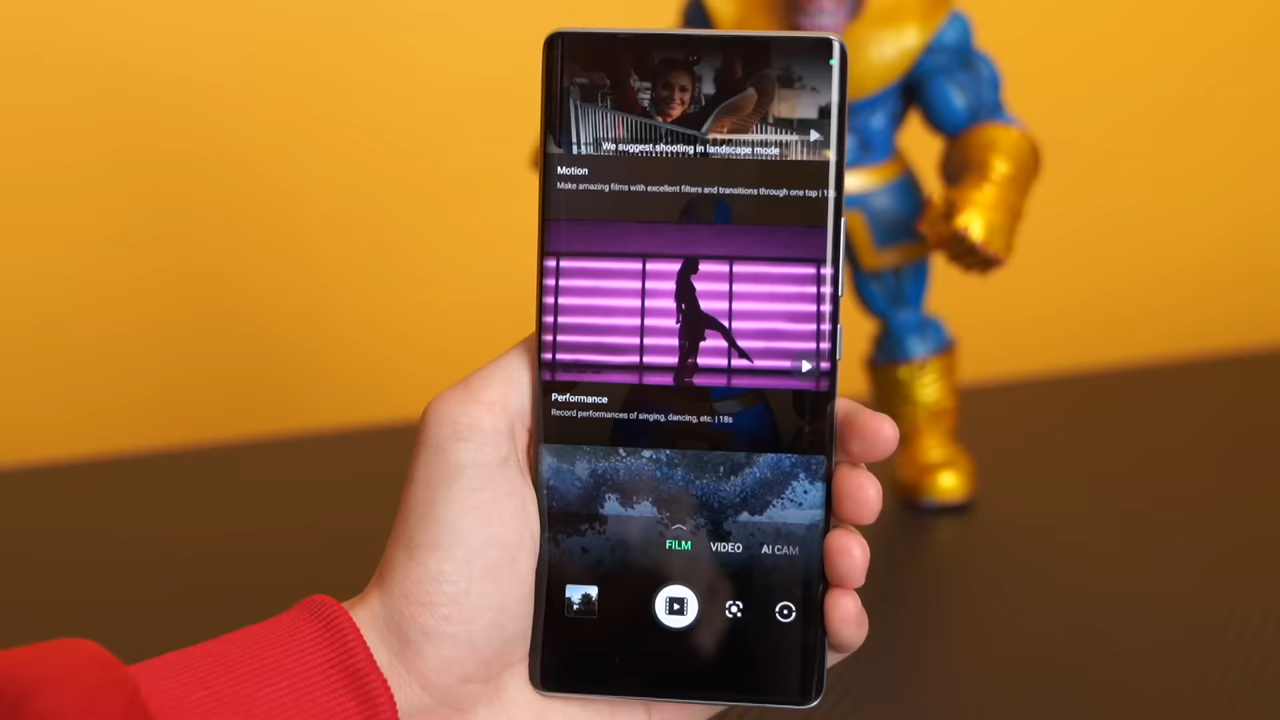 We suggest shooting in landscape mode
Motion
Make amazing films with excellent filters and transitions through one tap |
Performance
Record performances of singing, dancing, etc. | 18s
FILM VIDEO AI CAM